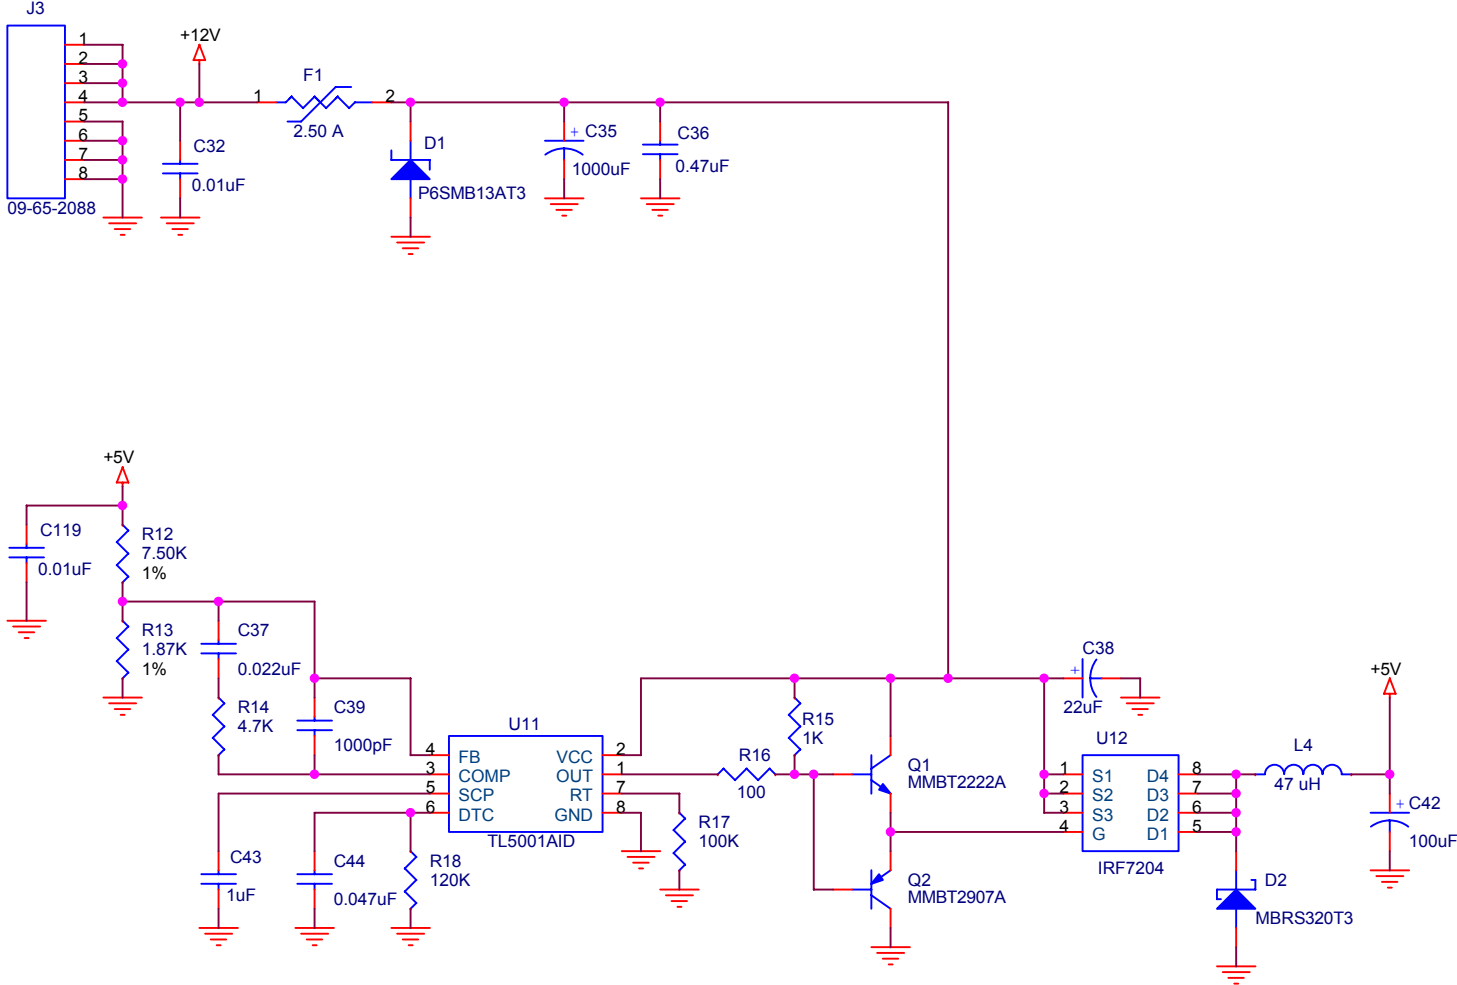 J3
1
2
3
4
5
6
7
8
09-65-2088
+12V
C32
0.01uF
1
F1
2
2.50 A
D1
P6SMB13AT3
+ C35
1000uF
C36
0.47uF
+5V
C119
0.01uF
R12
7.50K
1%
R13
1.87K
1%
C37
0.022uF
R14
4.7K
C39
1000pF
U11
4
3
5
6
FB
COMP
SCP
DTC
VCC
OUT
RT
GND
2
1
7
8
TL5001AID
C43
1uF
C44
0.047uF
R18
120K
R17
100K
R16
100
R15
1K
Q1
MMBT2222A
Q2
MMBT2907A
C38
+
22uF
U12
1
2
3
4
S1
S2
S3
G
D4
D3
D2
D1
8
7
6
5
IRF7204
L4
47 uH
+5V
+ C42
100uF
D2
MBRS320T3